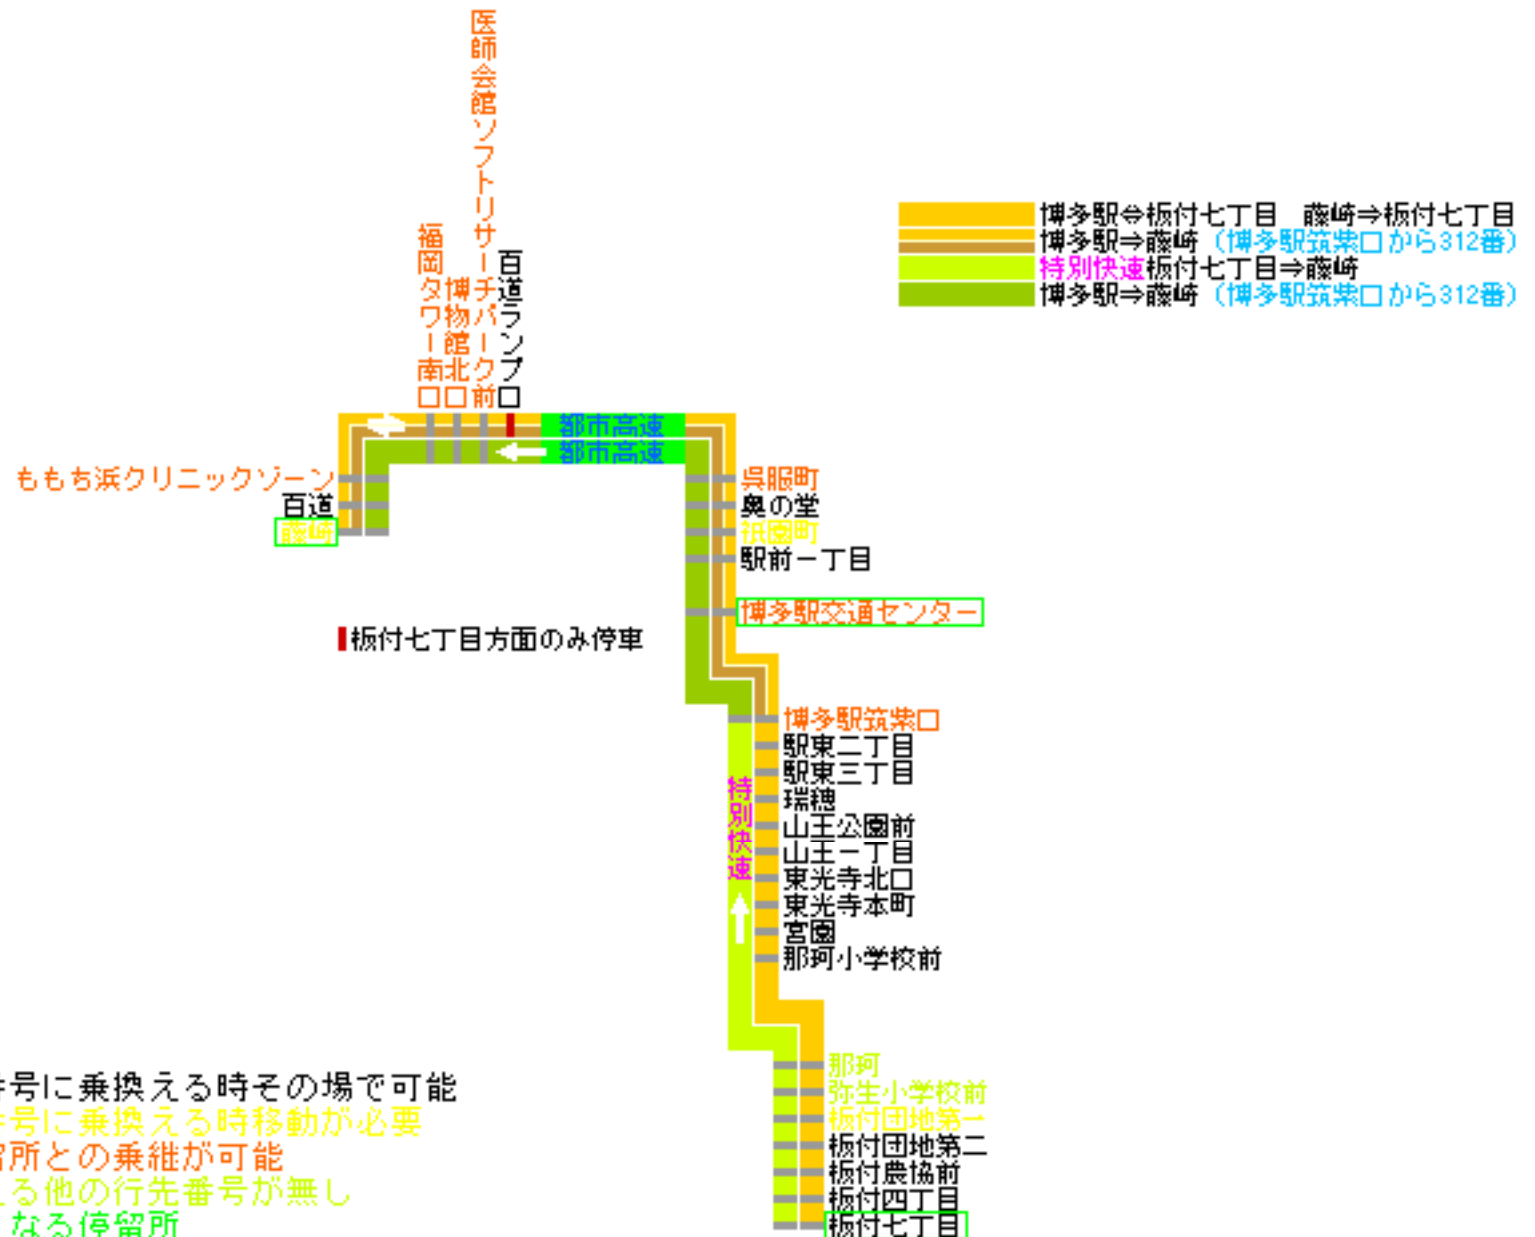 医師会館ソフトリサーチパーク前
福岡タワー南口
博物館北口
百道ランプ口
博多駅⇔板付七丁目　藤崎⇒板付七丁目
博多駅⇒藤崎（博多駅筑紫口から312番）
特別快速板付七丁目⇒藤崎
博多駅⇒藤崎（博多駅筑紫口から312番）
都市高速
都市高速
ももち浜クリニックゾーン
百道
藤崎
呉服町
奥の堂
祇園町
駅前一丁目
博多駅交通センター
板付七丁目方面のみ停車
博多駅筑紫口
駅東二丁目
駅東三丁目
瑞穂
山王公園前
山王一丁目
東光寺北口
東光寺本町
宮園
那珂小学校前
特別快速
那珂
弥生小学校前
板付団地第一
板付団地第二
板付農協前
板付四丁目
板付七丁目
号に乗換える時その場で可能
号に乗換える時移動が必要
留所との乗継が可能
える他の行先番号が無し
なる停留所